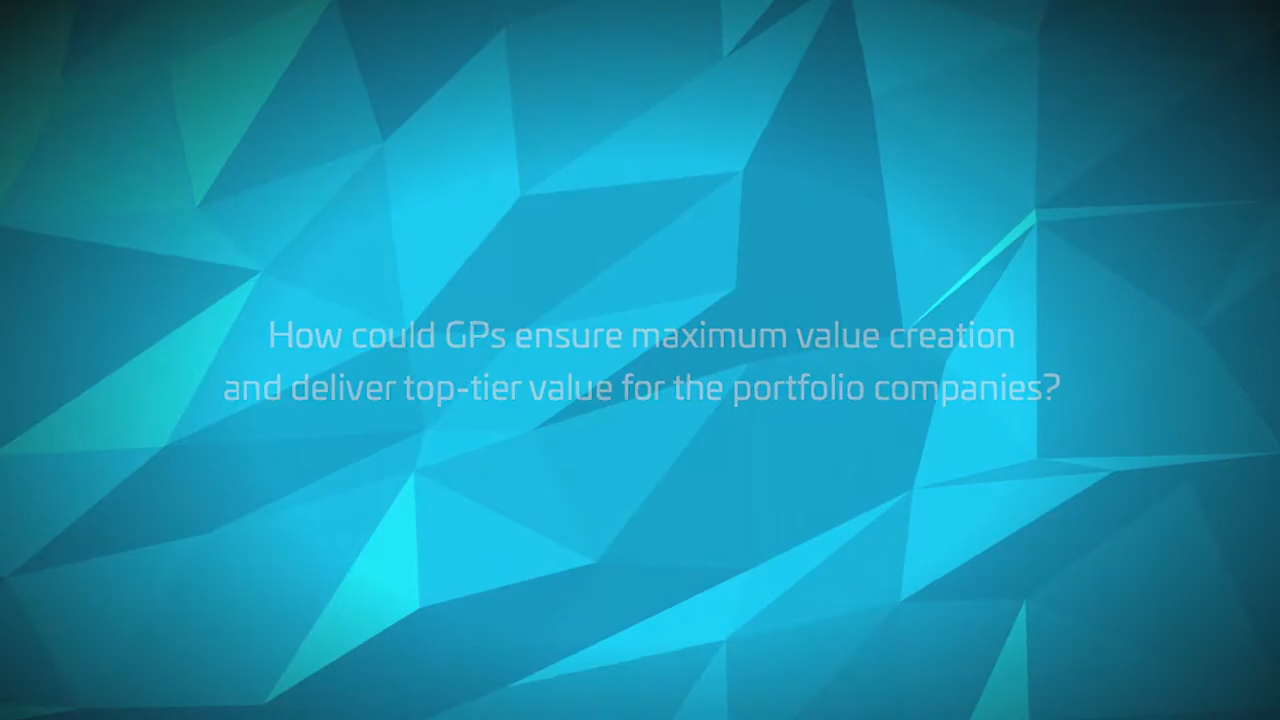 How could GPs ensure maximum value creation
and deliver top-tier value for the portfolio companies?